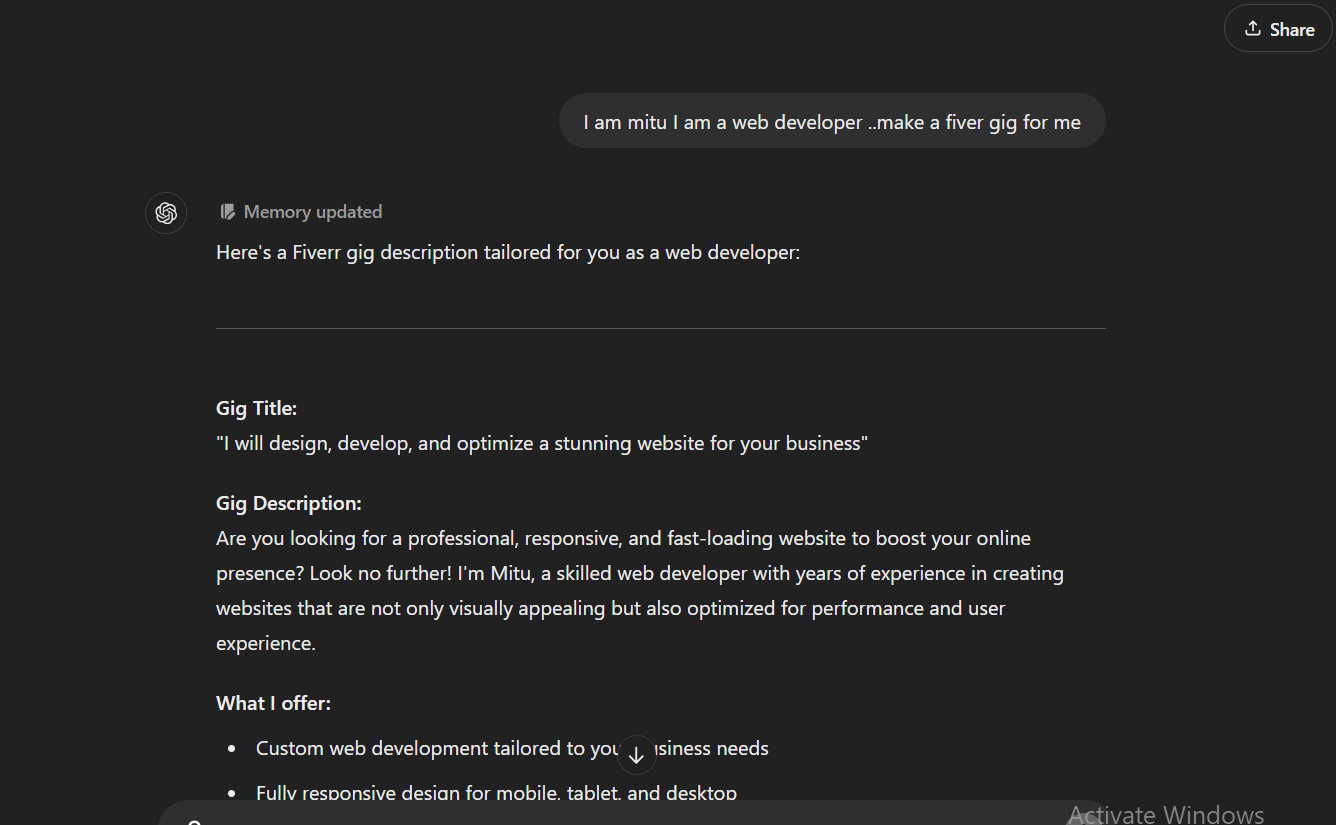 Share
I am mitu I am a web developer ..make a fiver gig for me
Memory updated
Here's a Fiverr gig description tailored for you as a web developer:
Gig Title:
"I will design, develop, and optimize a stunning website for your business"
Gig Description:
Are you looking for a professional, responsive, and fast-loading website to boost your online
presence? Look no further! I'm Mitu, a skilled web developer with years of experience in creating
websites that are not only visually appealing but also optimized for performance and user
experience.
What I offer:
Custom web development tailored to your business needs
Fully responsive design for mobile, tablet, and desktop
Activate Windows